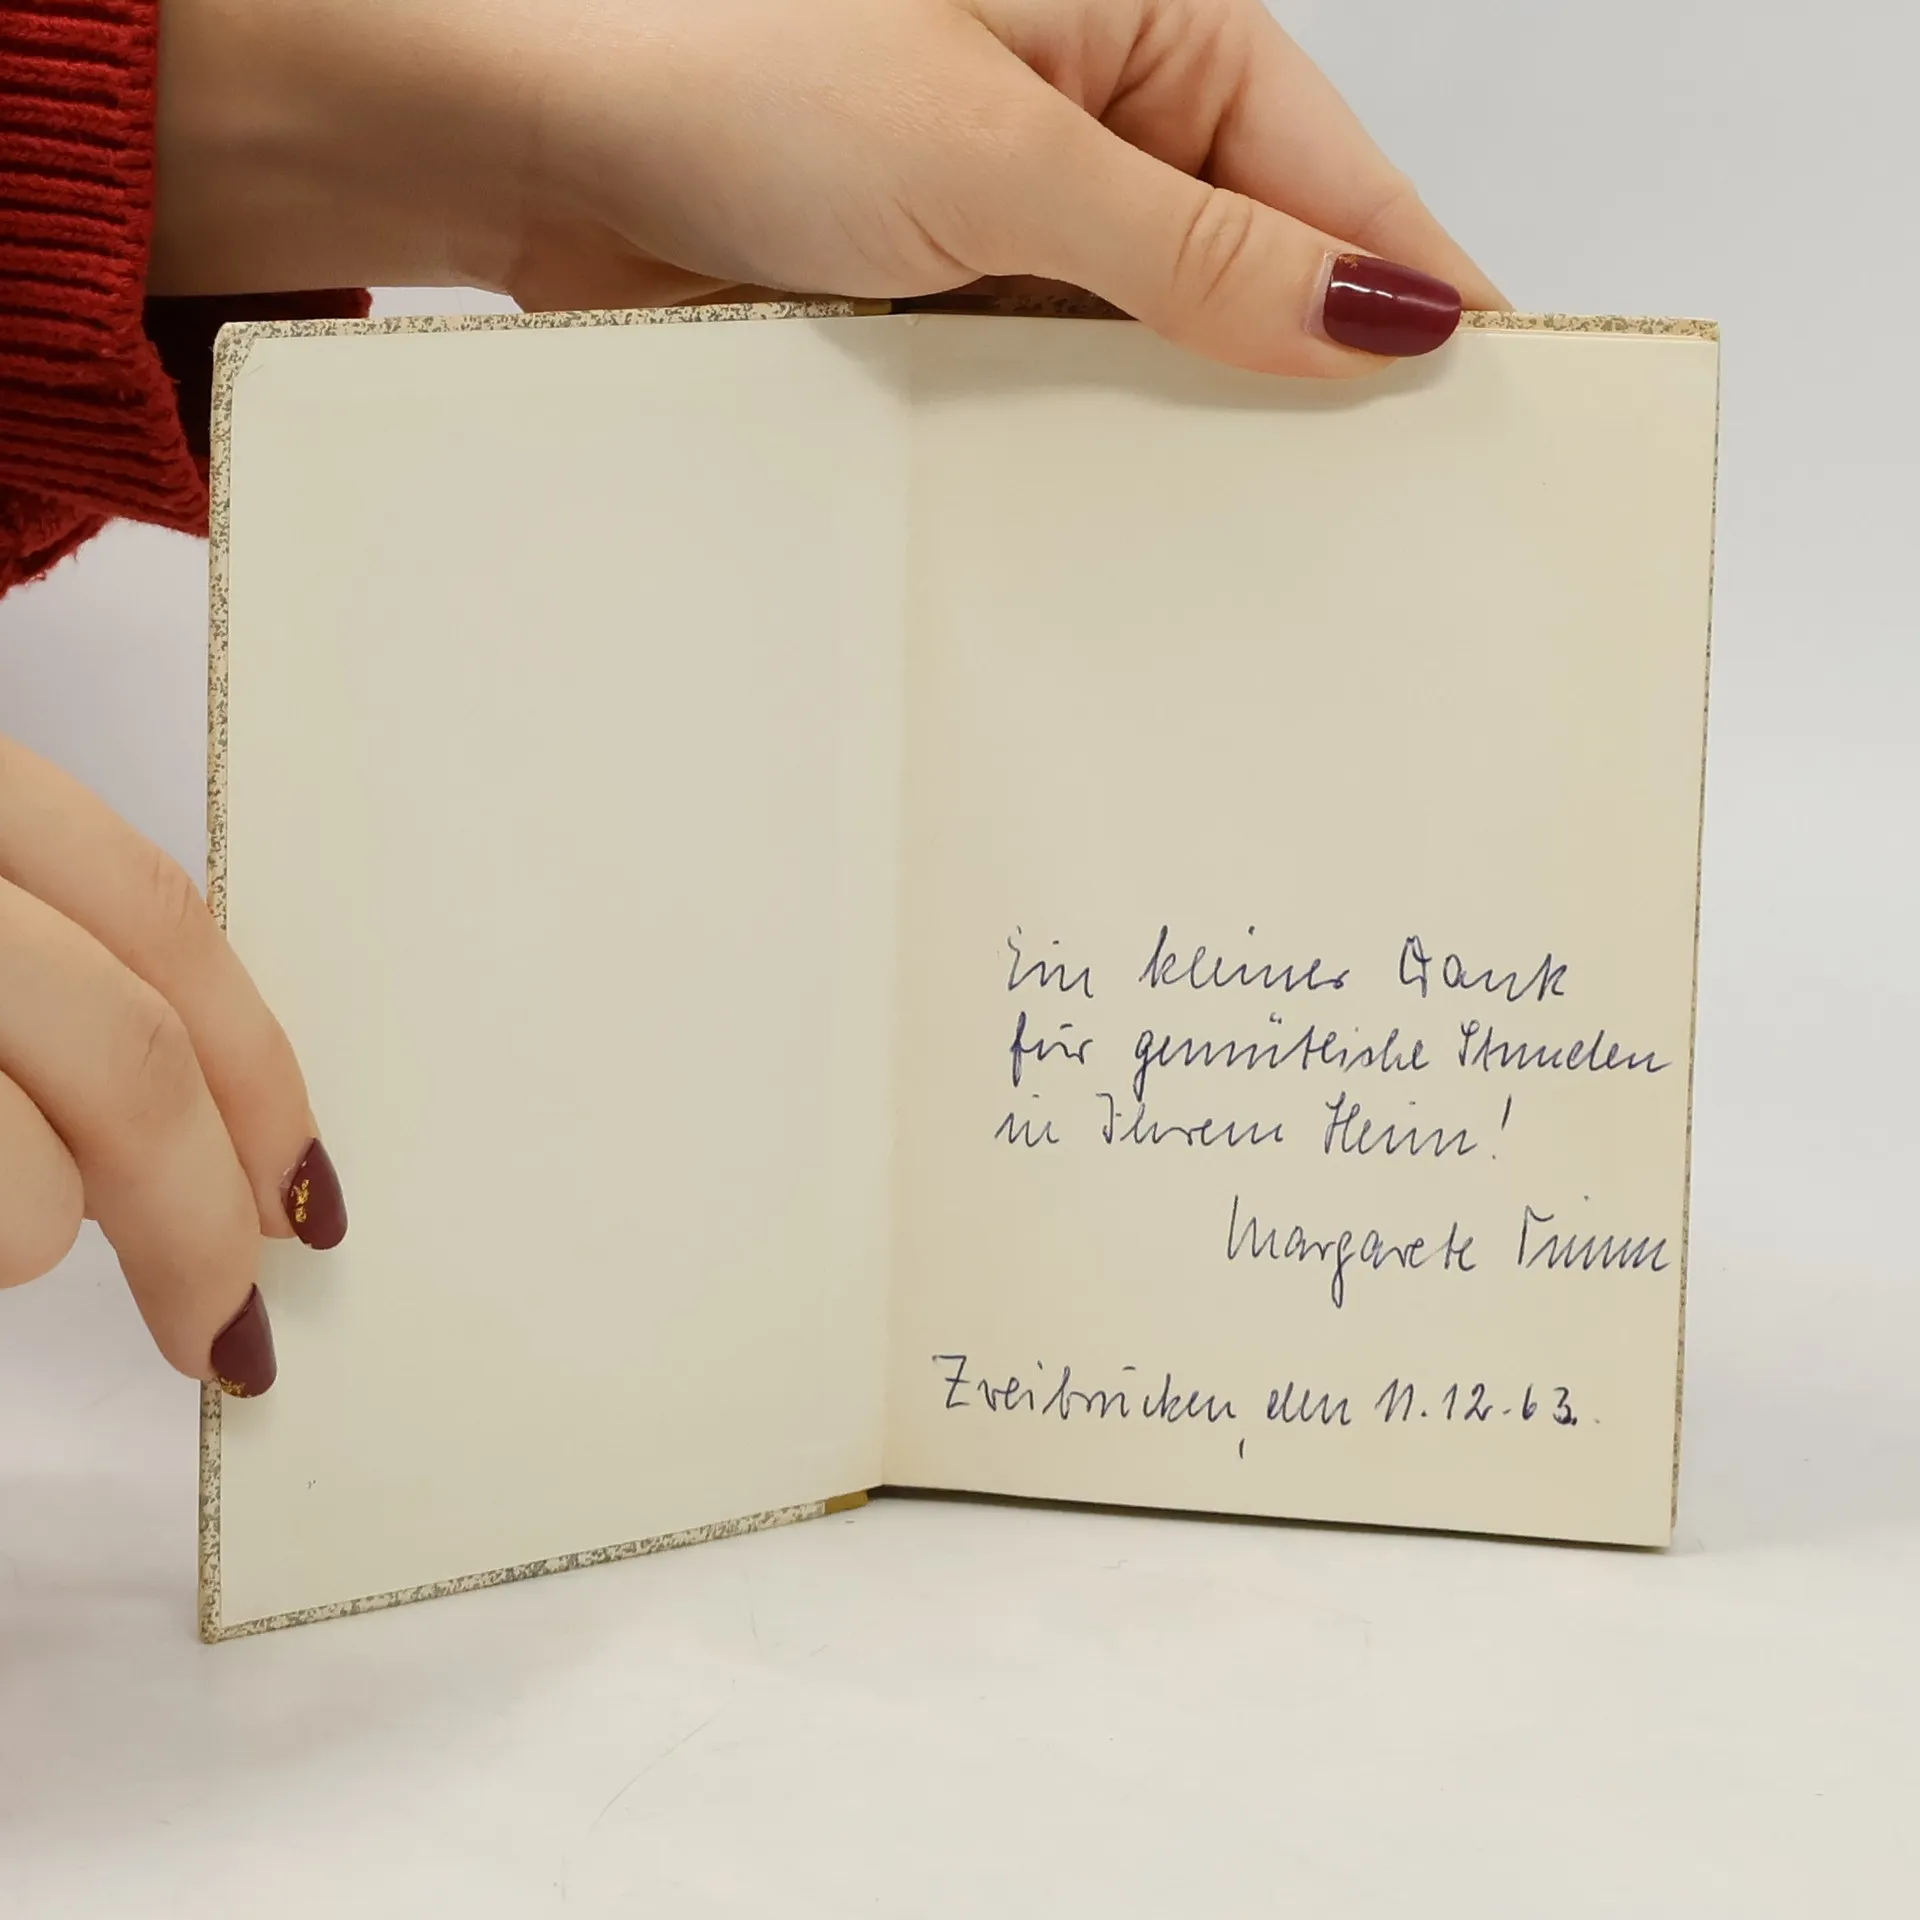 Ein kleiner Dank
für gemütliche Stunden
in Ihrem Heim!
Margarete
Zweibrücken, den 11.12.63.